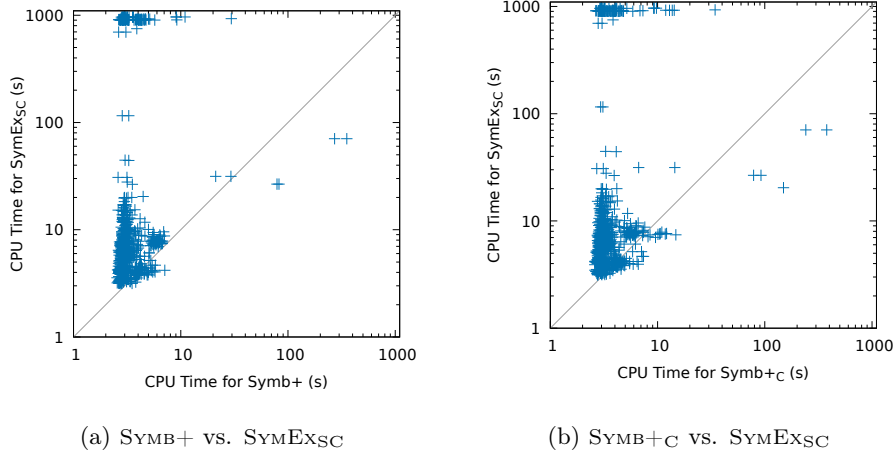 1000
100
10
1
CPU Time for SymEx_SC (s)
1 10 100 1000
CPU Time for Symb+ (s)
(a) SYMB+ vs. SYMEX_SC
1000
100
10
1
CPU Time for SymEx_SC (s)
1 10 100 1000
CPU Time for Symb+_C (s)
(b) SYMB+_C vs. SYMEX_SC